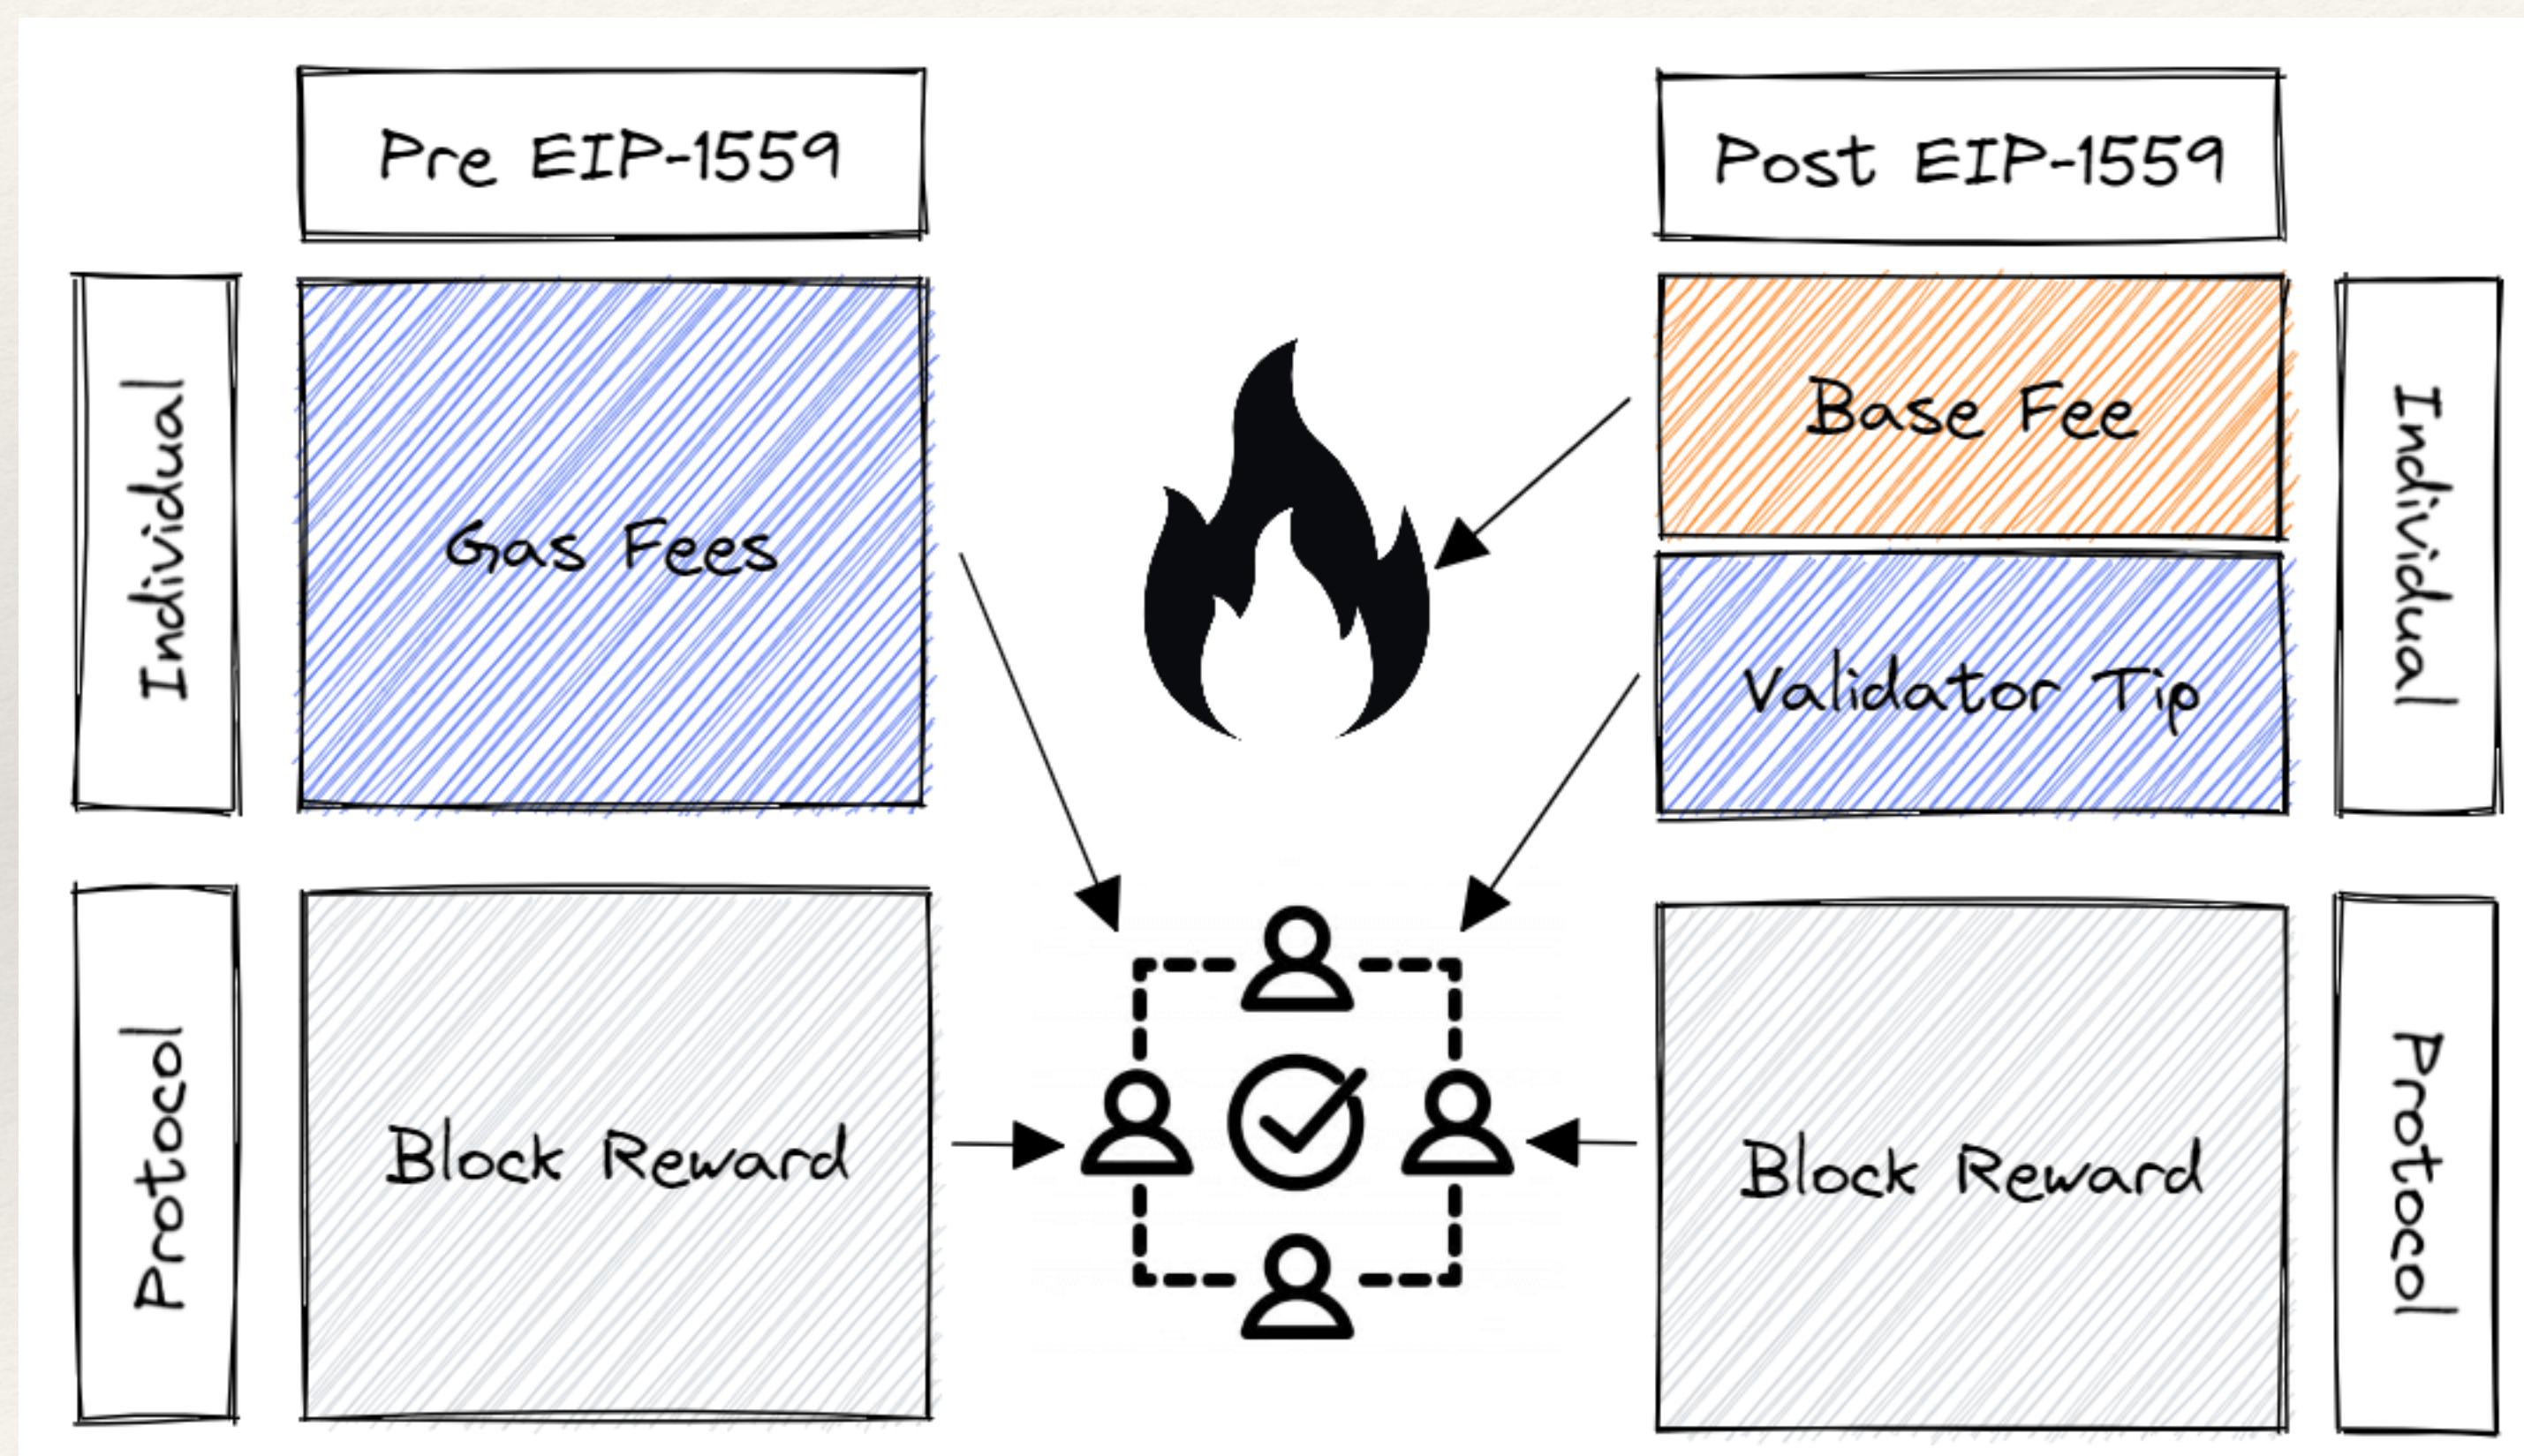 Pre EIP-1559
Post EIP-1559
Individual
Gas Fees
Base Fee
Validator Tip
Individual
Protocol
Block Reward
Block Reward
Protocol